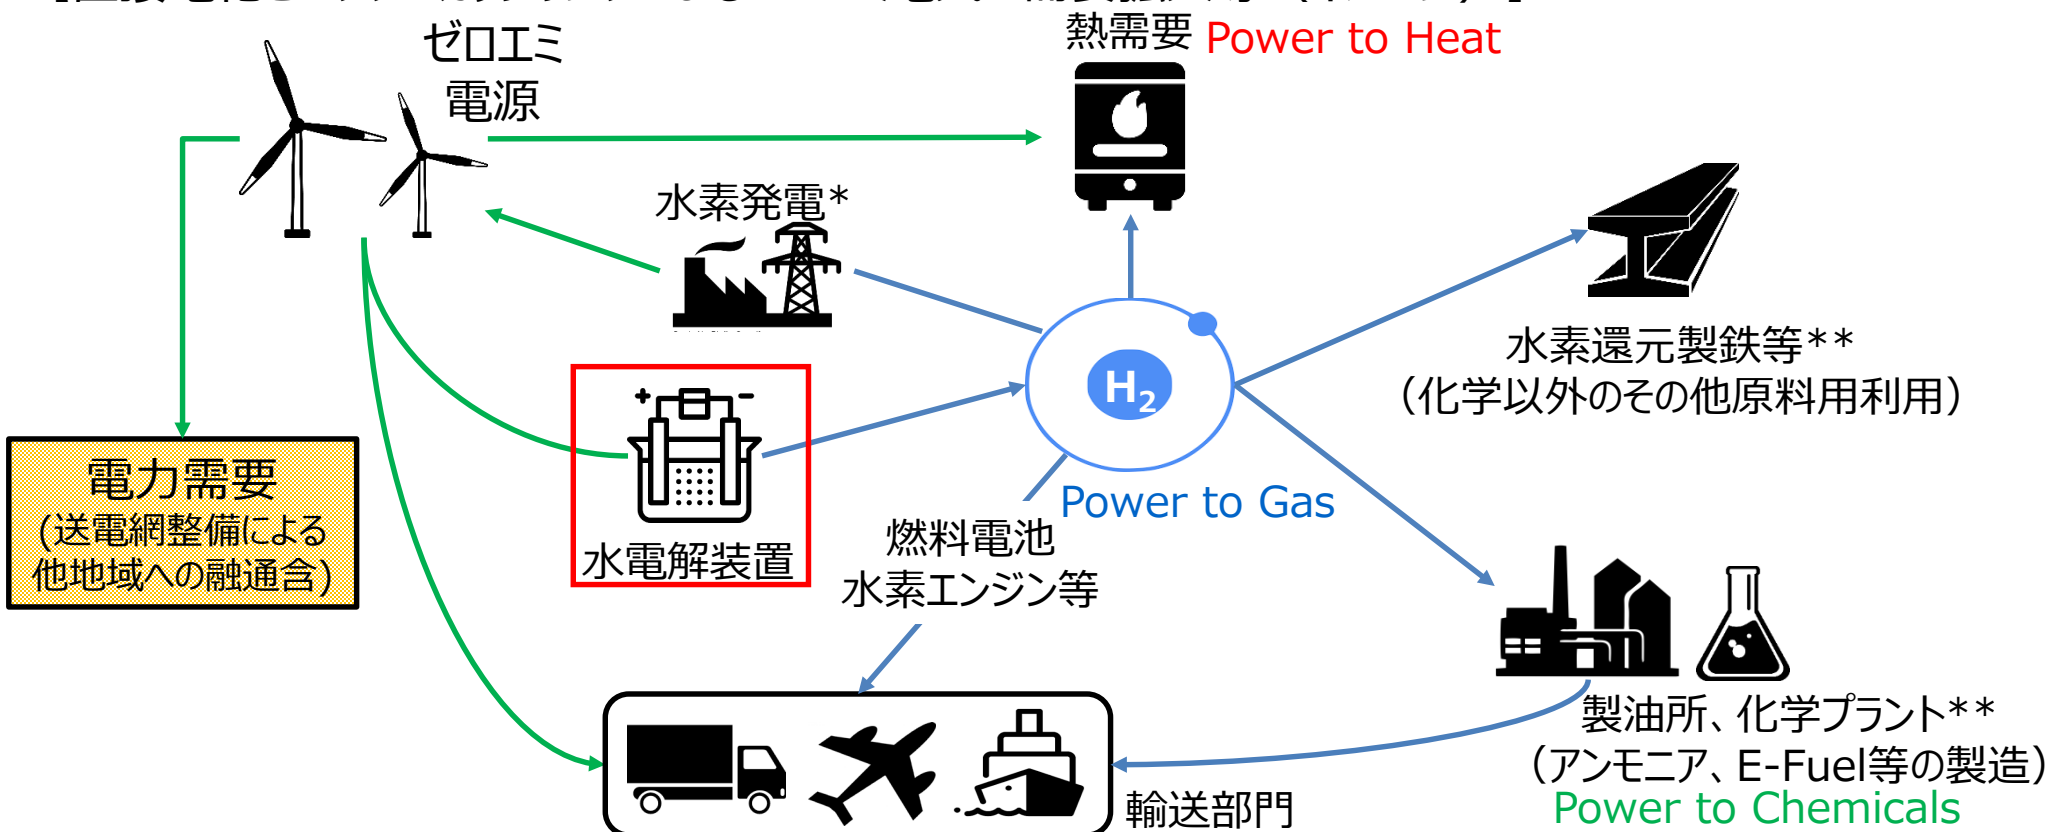 ゼロエミ
電源
熱需要 Power to Heat
水素発電*
水素還元製鉄等**
（化学以外のその他原料用利用）
H2
Power to Gas
電力需要
(送電網整備による
他地域への融通含)
水電解装置
燃料電池
水素エンジン等
製油所、化学プラント**
（アンモニア、E-Fuel等の製造）
Power to Chemicals
輸送部門